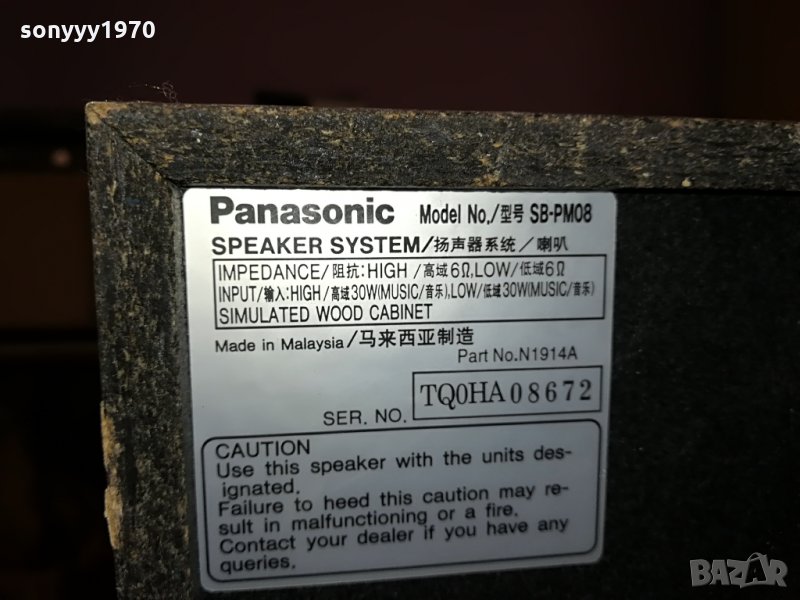 sonyyy1970
Panasonic Model No./型号 SB-PM08
SPEAKER SYSTEM/扬声器系统/喇叭
IMPEDANCE/阻抗:HIGH/高域6Ω,LOW/低域6Ω
INPUT/输入:HIGH/高域30W(MUSIC/音乐),LOW/低域30W(MUSIC/音乐)
SIMULATED WOOD CABINET
Made in Malaysia/马来西亚制造
Part No.N1914A
SER. NO. TQ0HA08672
CAUTION
Use this speaker with the units des-
ignated.
Failure to heed this caution may re-
sult in malfunctioning or a fire.
Contact your dealer if you have any
queries.
BAZAR